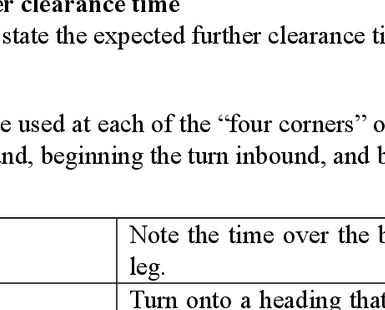 er clearance time
state the expected further clearance ti
e used at each of the “four corners” o
nd, beginning the turn inbound, and b
Note the time over the b
leg.
Turn onto a heading that